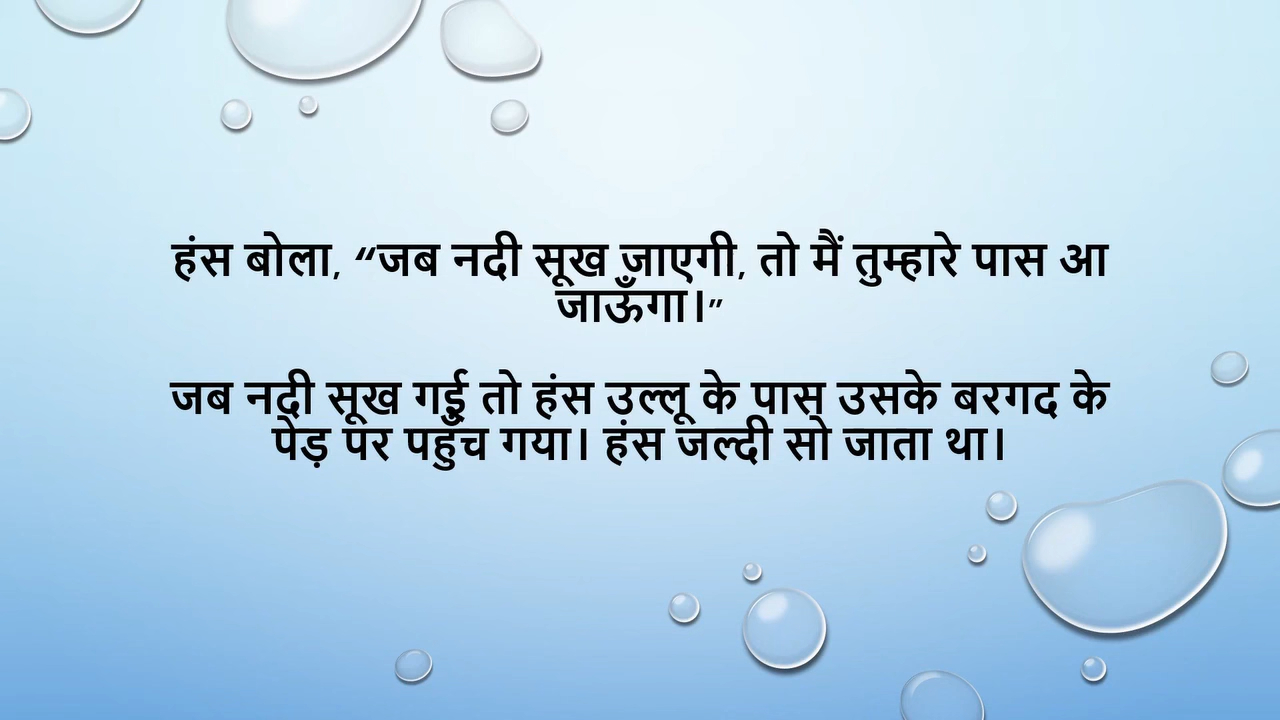 हंस बोला, “जब नदी सूख जाएगी, तो मैं तुम्हारे पास आ
जाऊँगा।”
जब नदी सूख गई तो हंस उल्लू के पास उसके बरगद के
पेड़ पर पहुँच गया। हंस जल्दी सो जाता था।